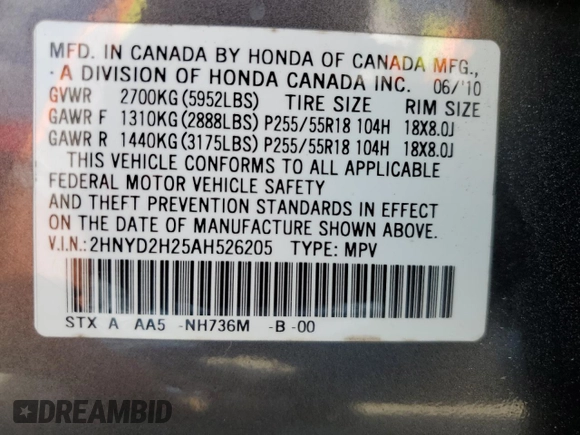 MFD. IN CANADA BY HONDA OF CANADA MFG.,
· A DIVISION OF HONDA CANADA INC. 06/'10
GVWR 2700KG(5952LBS) TIRE SIZE RIM SIZE
GAWR F 1310KG(2888LBS) P255/55R18 104H 18X8.0J
GAWR R 1440KG(3175LBS) P255/55R18 104H 18X8.0J
THIS VEHICLE CONFORMS TO ALL APPLICABLE
FEDERAL MOTOR VEHICLE SAFETY
AND THEFT PREVENTION STANDARDS IN EFFECT
ON THE DATE OF MANUFACTURE SHOWN ABOVE.
V.I.N.:2HNYD2H25AH526205 TYPE: MPV
STX A AA5 -NH736M -B -00
DREAMBID